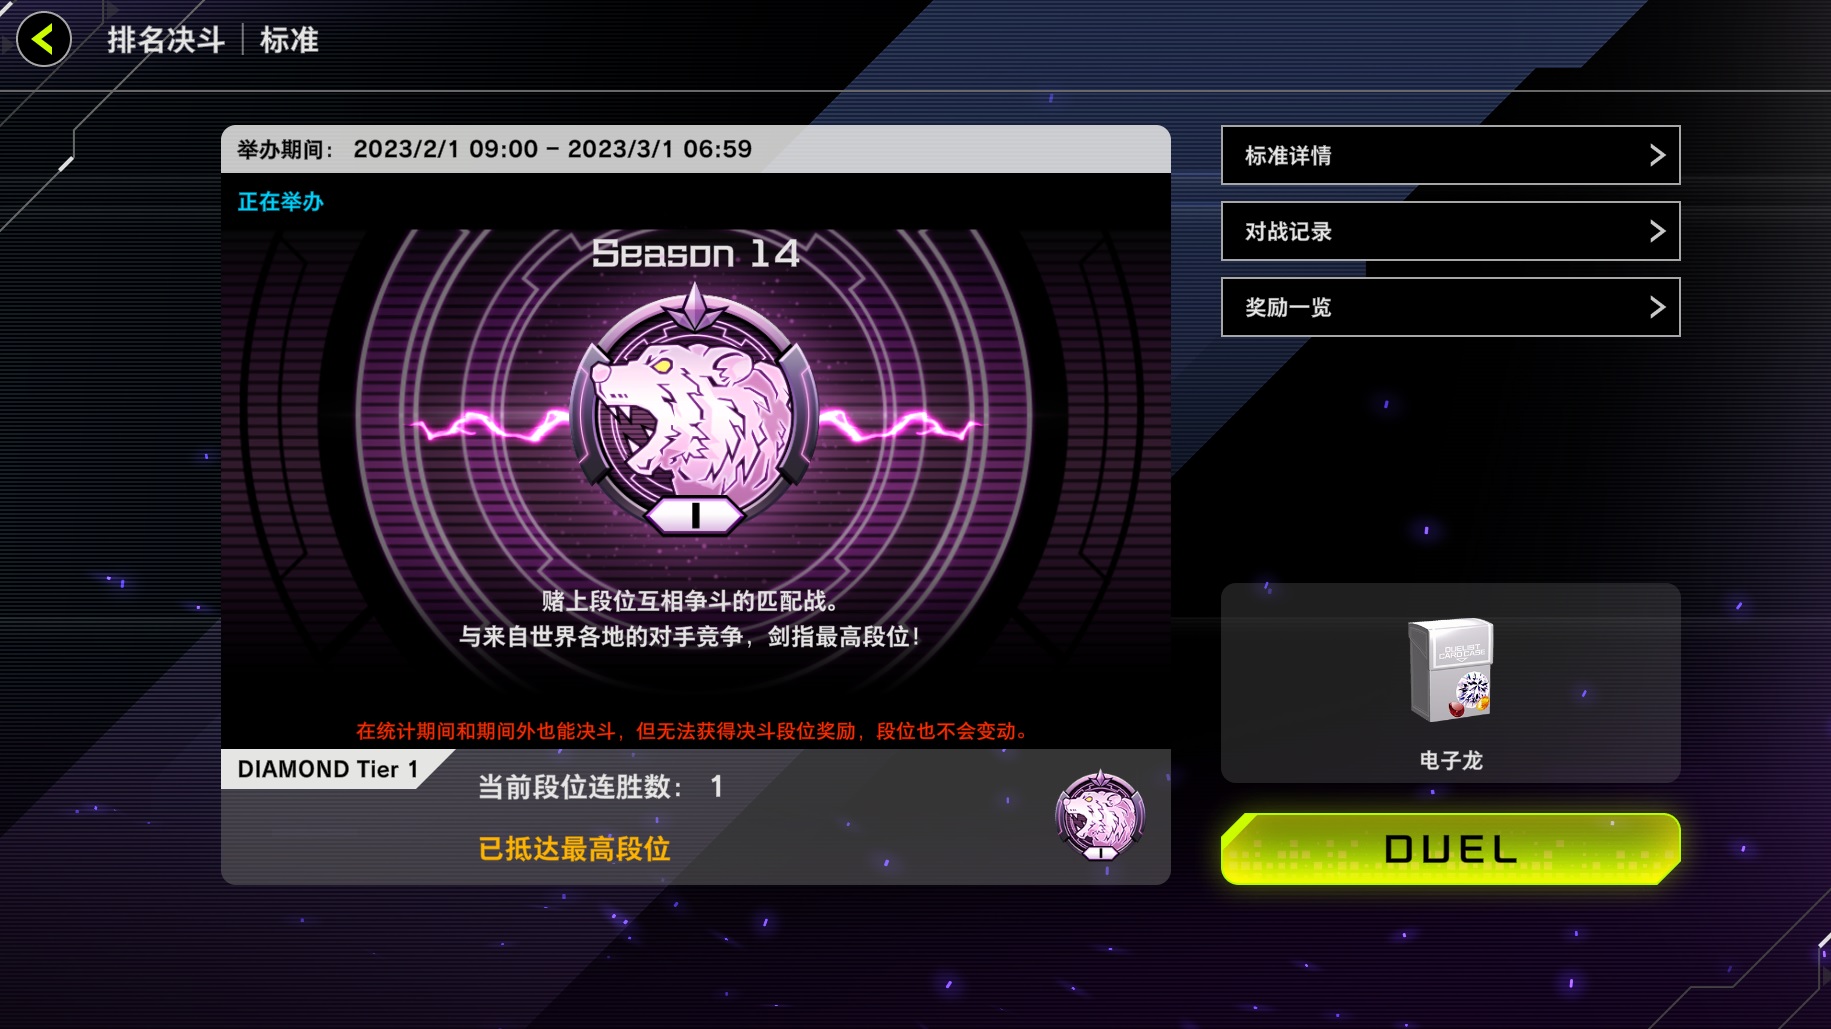 排名决斗 | 标准
举办期间： 2023/2/1 09:00 – 2023/3/1 06:59
正在举办
Season 14
I
赌上段位互相争斗的匹配战。
与来自世界各地的对手竞争，剑指最高段位！
在统计期间和期间外也能决斗，但无法获得决斗段位奖励，段位也不会变动。
DIAMOND Tier 1
当前段位连胜数： 1
已抵达最高段位
I
标准详情
对战记录
奖励一览
DUELIST
CARD CASE
电子龙
DUEL